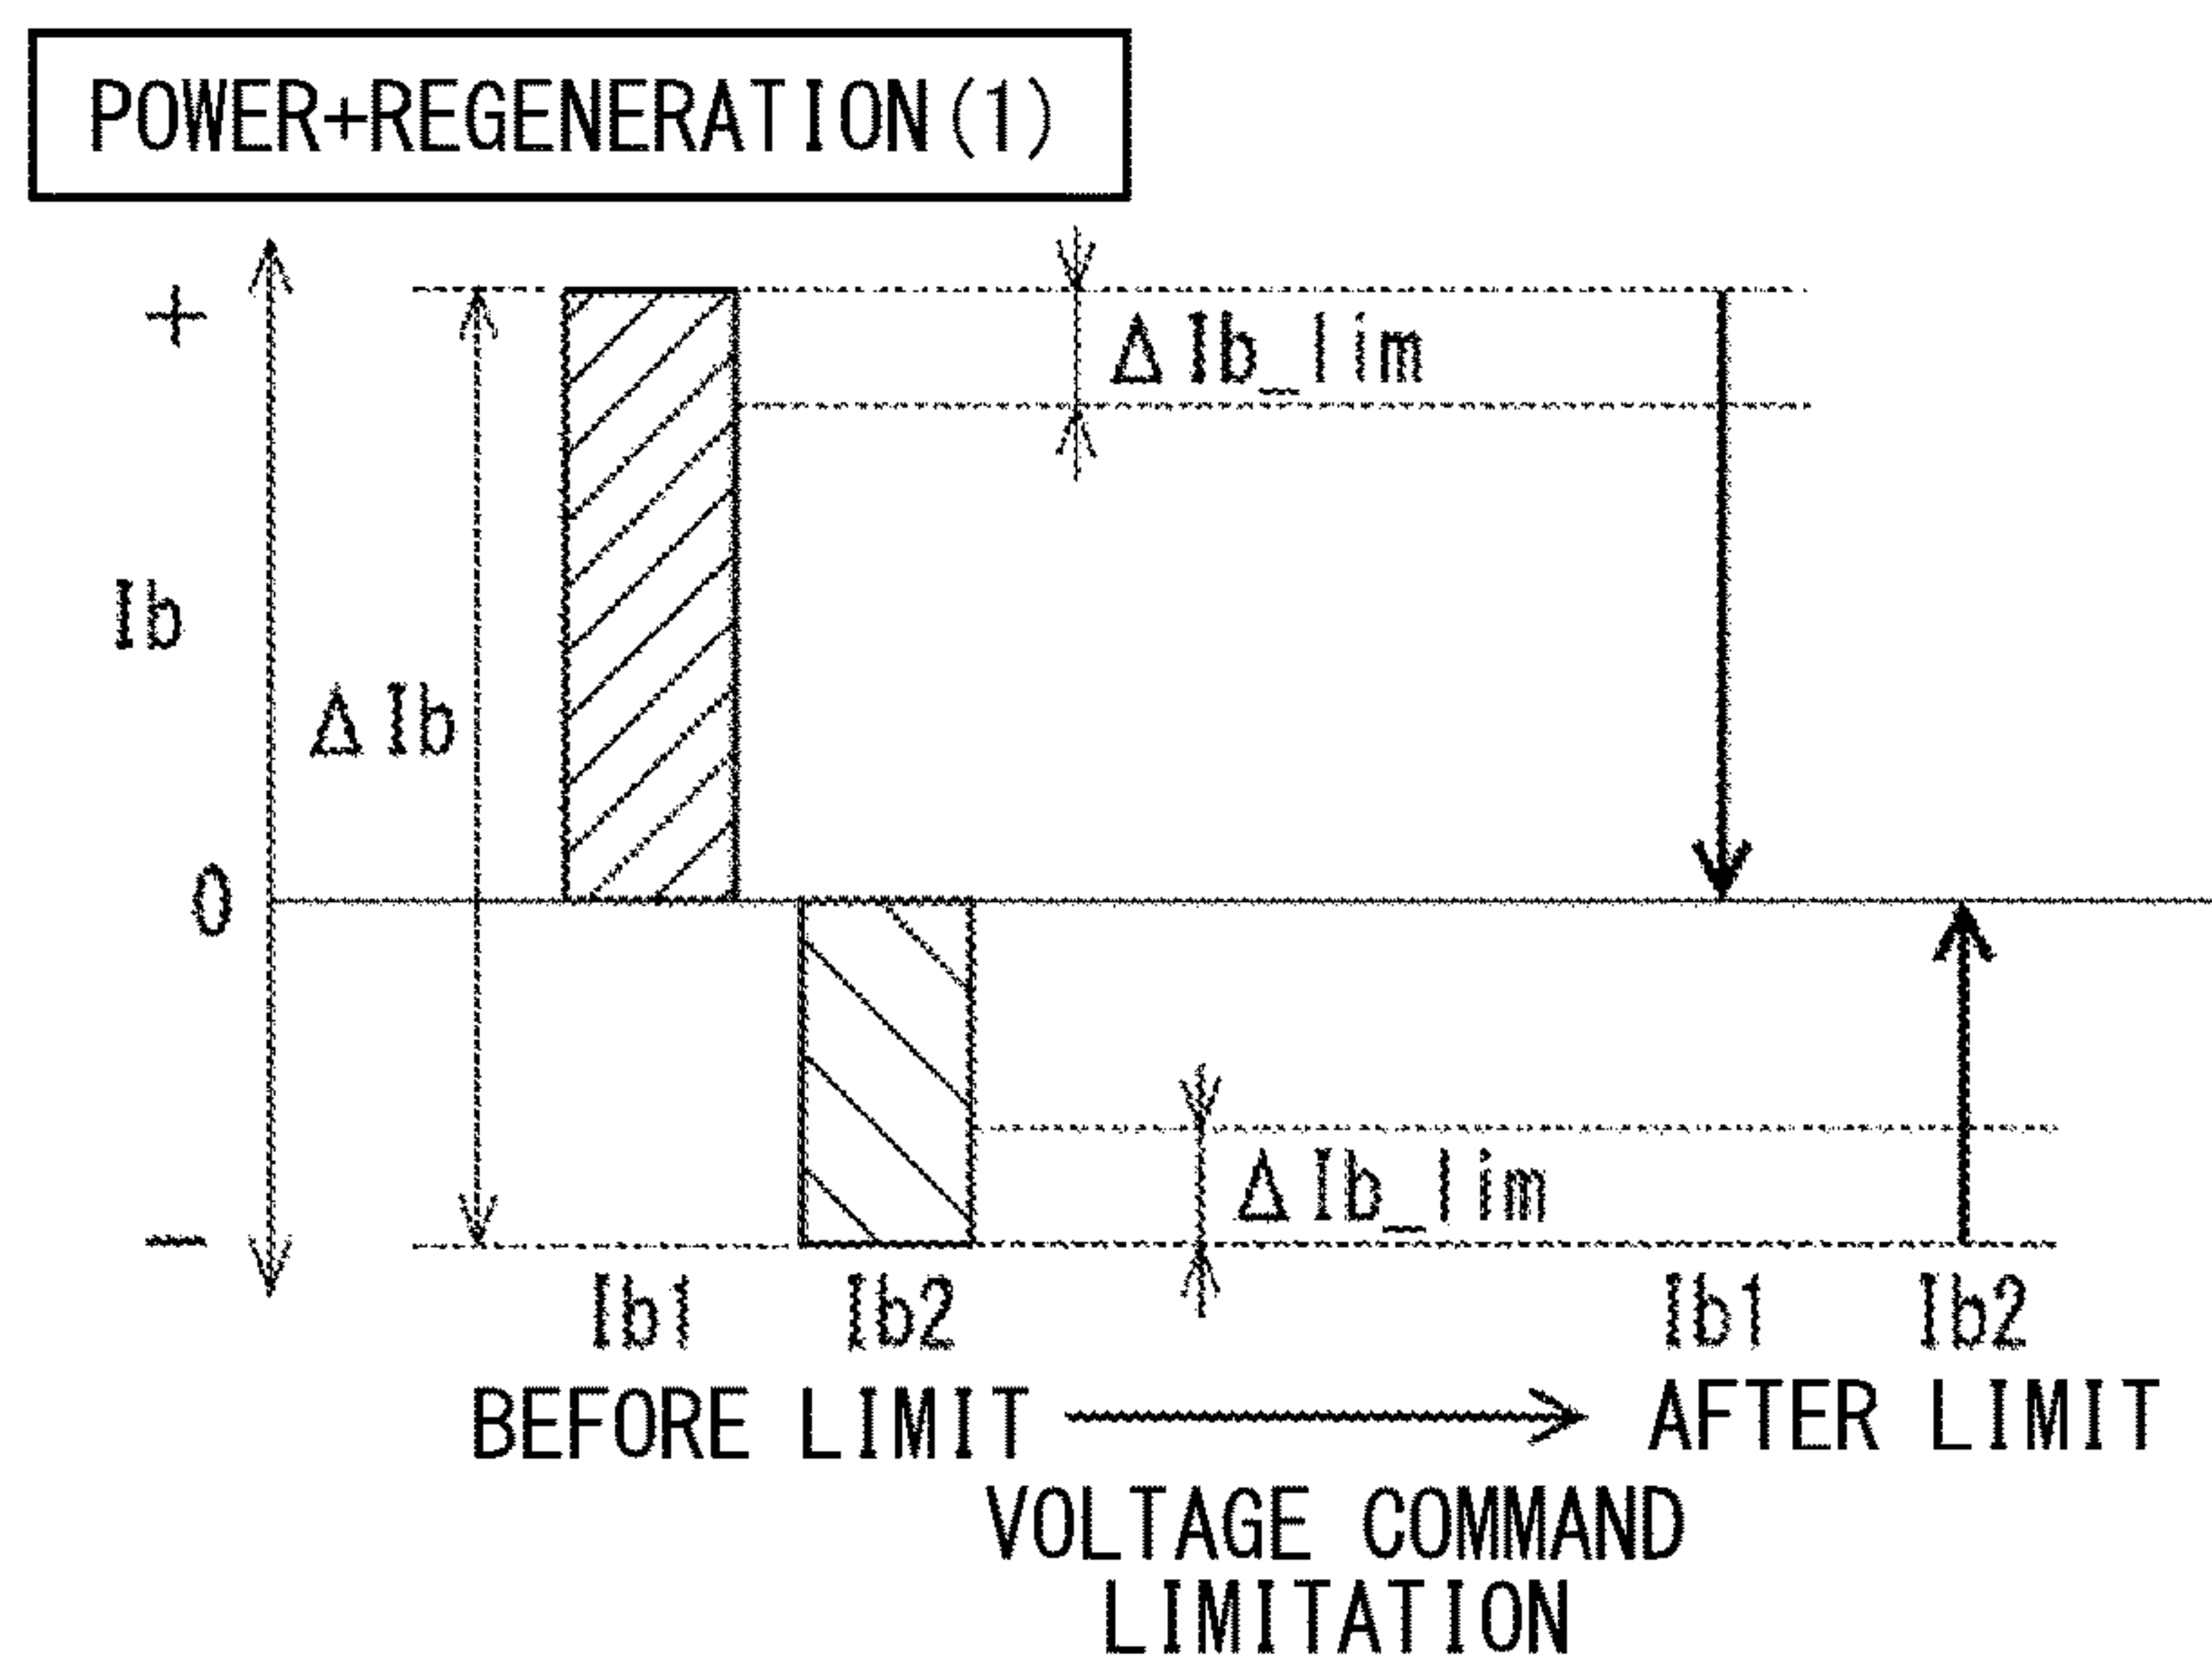 POWER+REGENERATION(1)
+
ΔIb_lim
Ib
ΔIb
0
ΔIb_lim
−
Ib1 Ib2 Ib1 Ib2
BEFORE LIMIT AFTER LIMIT
VOLTAGE COMMAND
LIMITATION